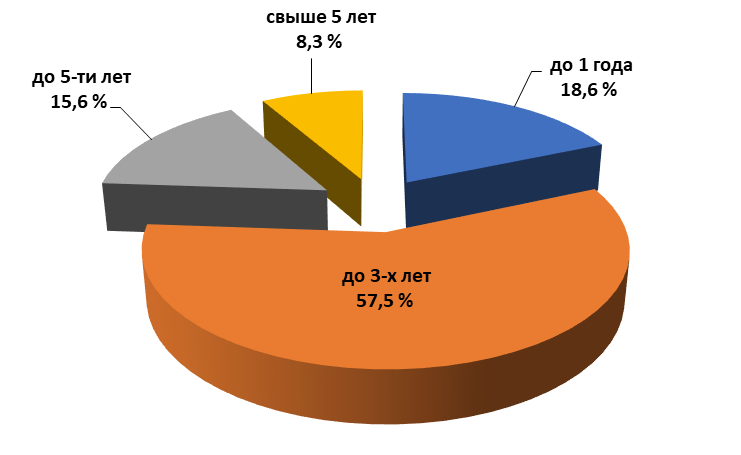 свыше 5 лет
8,3 %
до 1 года
18,6 %
до 5-ти лет
15,6 %
до 3-х лет
57,5 %